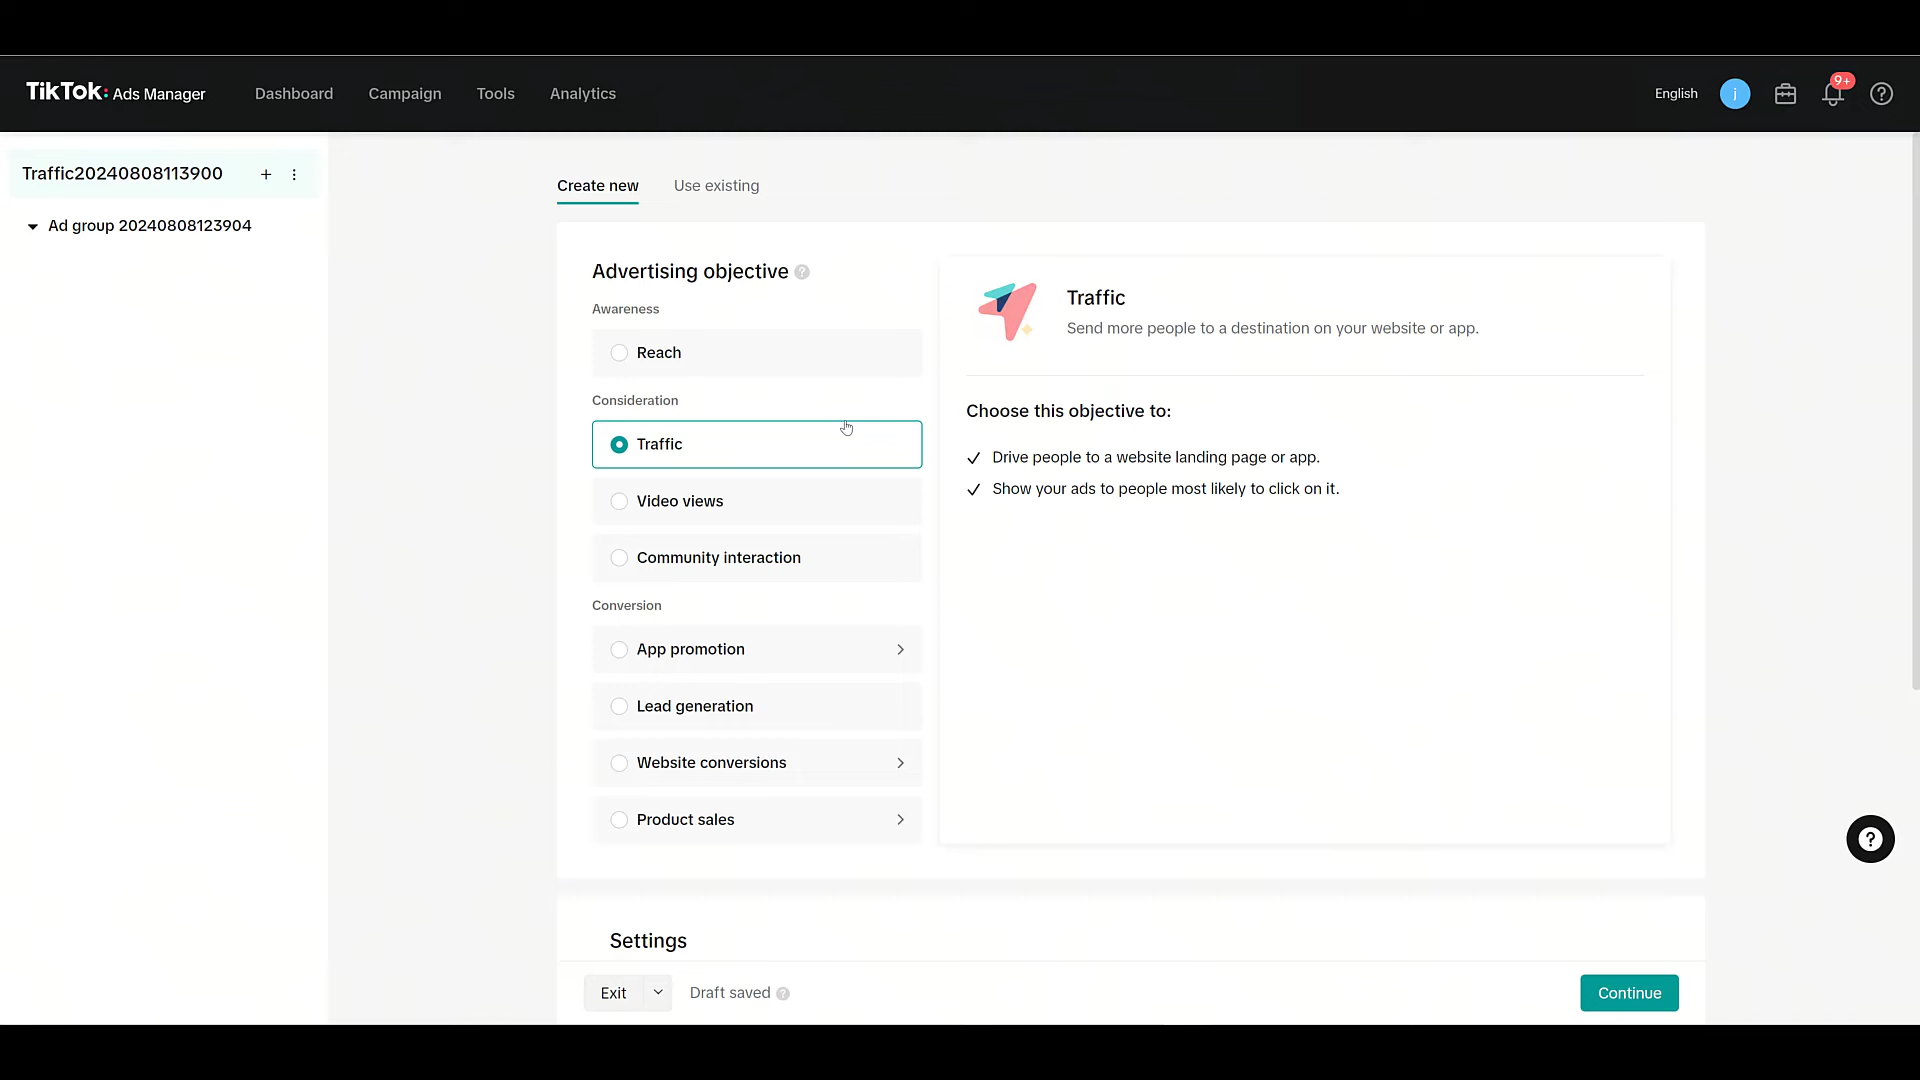 TikTok: Ads Manager
Dashboard
Campaign
Tools
Analytics
English
j
9+
Traffic20240808113900
Ad group 20240808123904
Create new
Use existing
Advertising objective
Awareness
Reach
Consideration
Traffic
Video views
Community interaction
Conversion
App promotion
Lead generation
Website conversions
Product sales
Traffic
Send more people to a destination on your website or app.
Choose this objective to:
Drive people to a website landing page or app.
Show your ads to people most likely to click on it.
Settings
Exit
Draft saved
Continue